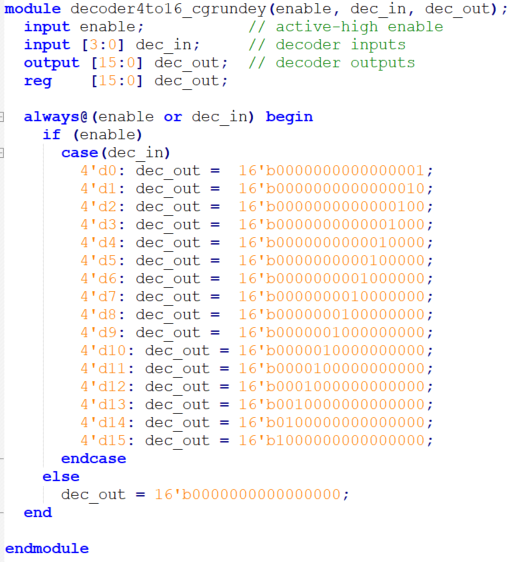 module decoder4to16_cgrundey(enable, dec_in, dec_out);
  input enable;           // active-high enable
  input [3:0] dec_in;     // decoder inputs
  output [15:0] dec_out;  // decoder outputs
  reg    [15:0] dec_out;

  always@(enable or dec_in) begin
    if (enable)
      case(dec_in)
        4'd0: dec_out =  16'b0000000000000001;
        4'd1: dec_out =  16'b0000000000000010;
        4'd2: dec_out =  16'b0000000000000100;
        4'd3: dec_out =  16'b0000000000001000;
        4'd4: dec_out =  16'b0000000000010000;
        4'd5: dec_out =  16'b0000000000100000;
        4'd6: dec_out =  16'b0000000001000000;
        4'd7: dec_out =  16'b0000000010000000;
        4'd8: dec_out =  16'b0000000100000000;
        4'd9: dec_out =  16'b0000001000000000;
        4'd10: dec_out = 16'b0000010000000000;
        4'd11: dec_out = 16'b0000100000000000;
        4'd12: dec_out = 16'b0001000000000000;
        4'd13: dec_out = 16'b0010000000000000;
        4'd14: dec_out = 16'b0100000000000000;
        4'd15: dec_out = 16'b1000000000000000;
      endcase
    else
      dec_out = 16'b0000000000000000;
  end

endmodule